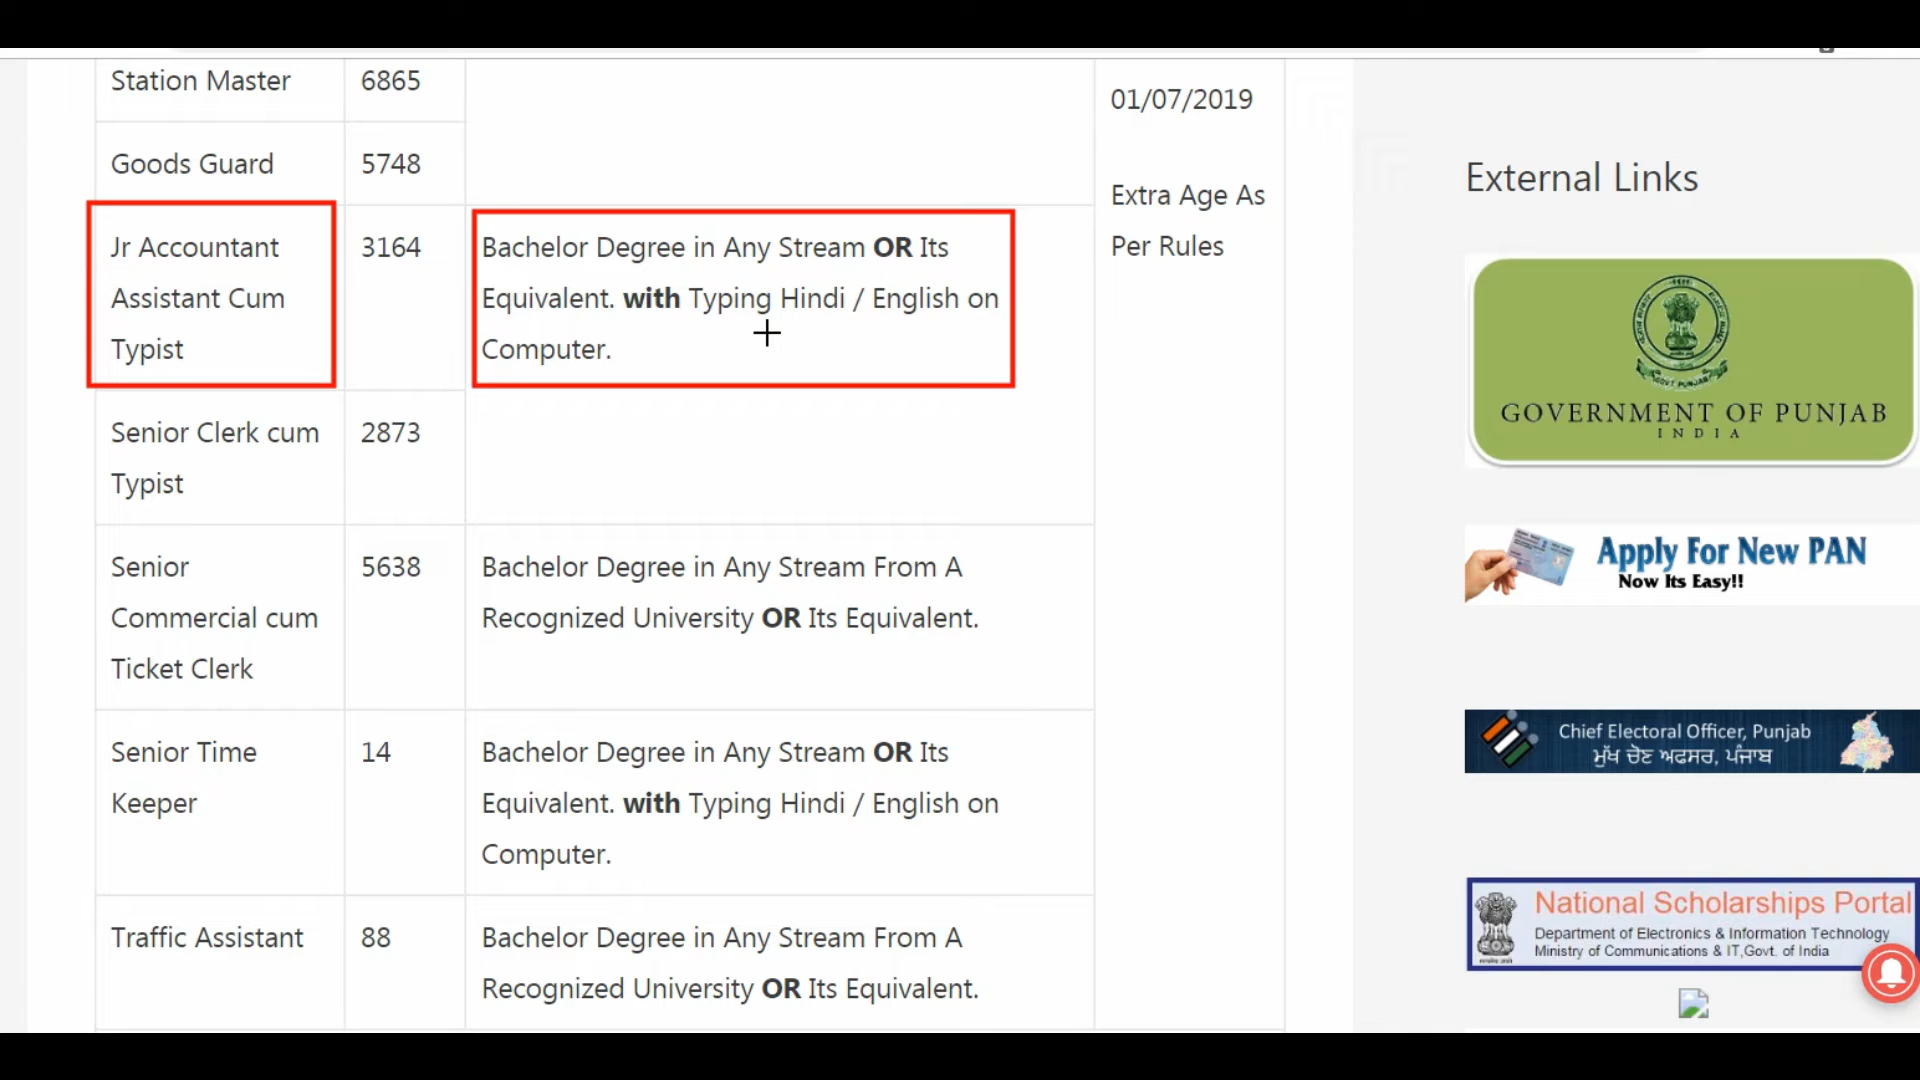 Station Master 6865
01/07/2019
Goods Guard 5748
Extra Age As
Per Rules
Jr Accountant
Assistant Cum
Typist
3164
Bachelor Degree in Any Stream OR Its
Equivalent. with Typing Hindi / English on
Computer.
Senior Clerk cum
Typist
2873
Senior
Commercial cum
Ticket Clerk
5638
Bachelor Degree in Any Stream From A
Recognized University OR Its Equivalent.
Senior Time
Keeper
14
Bachelor Degree in Any Stream OR Its
Equivalent. with Typing Hindi / English on
Computer.
Traffic Assistant
88
Bachelor Degree in Any Stream From A
Recognized University OR Its Equivalent.
External Links
GOVT PUNJAB
GOVERNMENT OF PUNJAB
INDIA
Apply For New PAN
Now Its Easy!!
Chief Electoral Officer, Punjab
ਮੁੱਖ ਚੋਣ ਅਫਸਰ, ਪੰਜਾਬ
National Scholarships Portal
Department of Electronics & Information Technology
Ministry of Communications & IT,Govt. of India